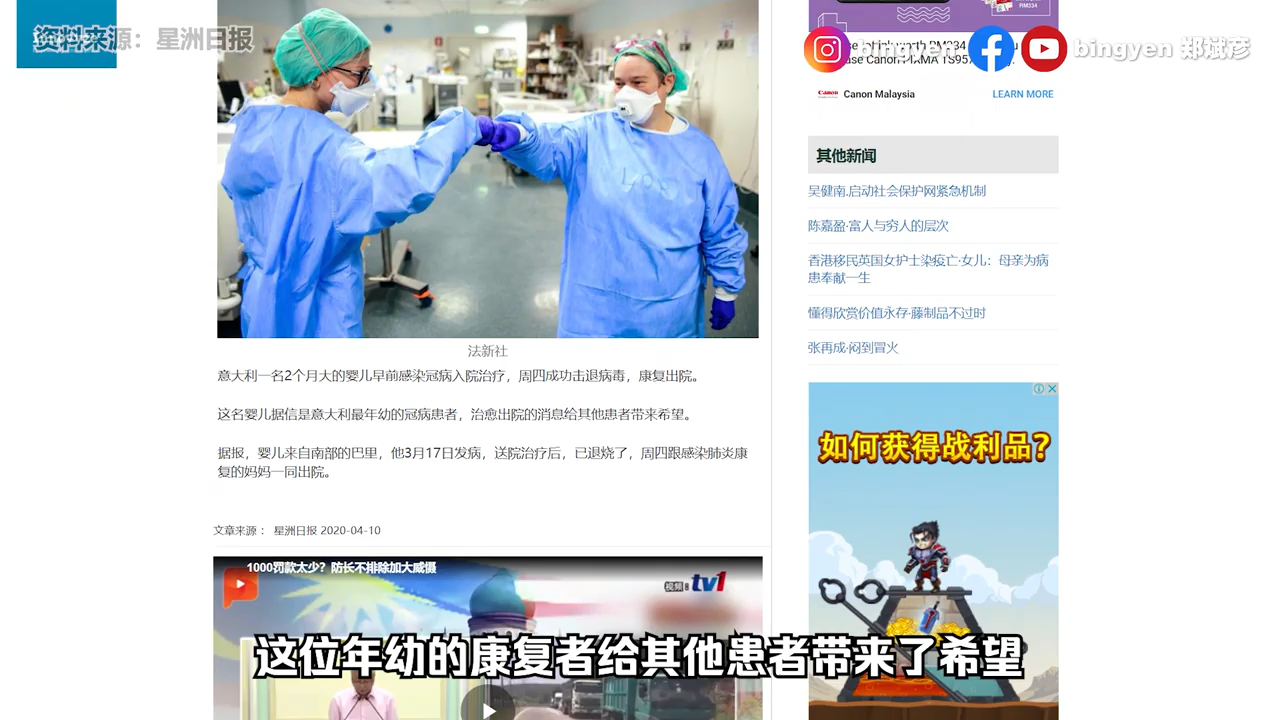 资料来源：星洲日报
bingyen 郑斌彦
Canon Malaysia
LEARN MORE
其他新闻
吴健南.启动社会保护网紧急机制
陈嘉盈·富人与穷人的层次
香港移民英国女护士染疫亡·女儿：母亲为病
患奉献一生
懂得欣赏价值永存·藤制品不过时
张再成·闷到冒火
法新社
意大利一名2个月大的婴儿早前感染冠病入院治疗，周四成功击退病毒，康复出院。
这名婴儿据信是意大利最年幼的冠病患者，治愈出院的消息给其他患者带来希望。
据报，婴儿来自南部的巴里，他3月17日发病，送院治疗后，已退烧了，周四跟感染肺炎康
复的妈妈一同出院。
文章来源 ： 星洲日报 2020-04-10
1000罚款太少？防长不排除加大威慑
视频：tv1
如何获得战利品？
这位年幼的康复者给其他患者带来了希望